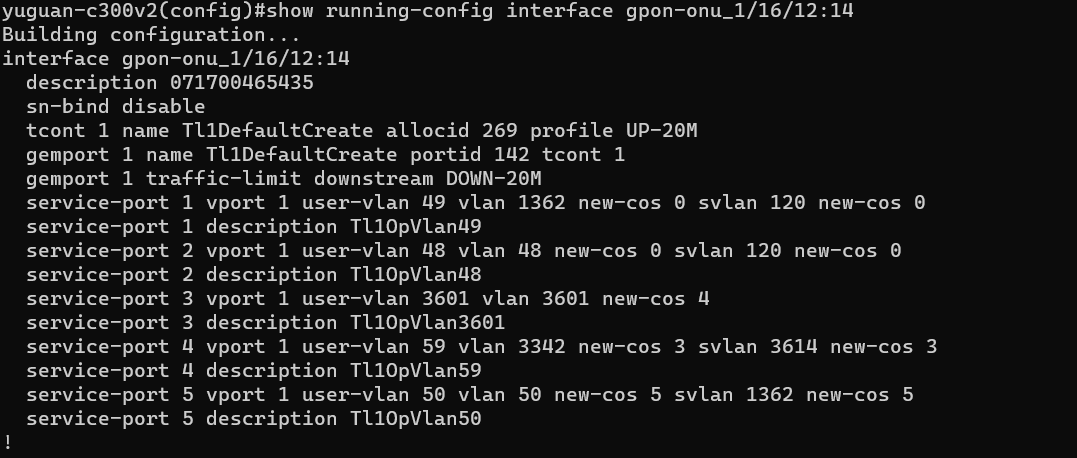 yuguan-c300v2(config)#show running-config interface gpon-onu_1/16/12:14
Building configuration...
interface gpon-onu_1/16/12:14
  description 071700465435
  sn-bind disable
  tcont 1 name Tl1DefaultCreate allocid 269 profile UP-20M
  gemport 1 name Tl1DefaultCreate portid 142 tcont 1
  gemport 1 traffic-limit downstream DOWN-20M
  service-port 1 vport 1 user-vlan 49 vlan 1362 new-cos 0 svlan 120 new-cos 0
  service-port 1 description Tl1OpVlan49
  service-port 2 vport 1 user-vlan 48 vlan 48 new-cos 0 svlan 120 new-cos 0
  service-port 2 description Tl1OpVlan48
  service-port 3 vport 1 user-vlan 3601 vlan 3601 new-cos 4
  service-port 3 description Tl1OpVlan3601
  service-port 4 vport 1 user-vlan 59 vlan 3342 new-cos 3 svlan 3614 new-cos 3
  service-port 4 description Tl1OpVlan59
  service-port 5 vport 1 user-vlan 50 vlan 50 new-cos 5 svlan 1362 new-cos 5
  service-port 5 description Tl1OpVlan50
!